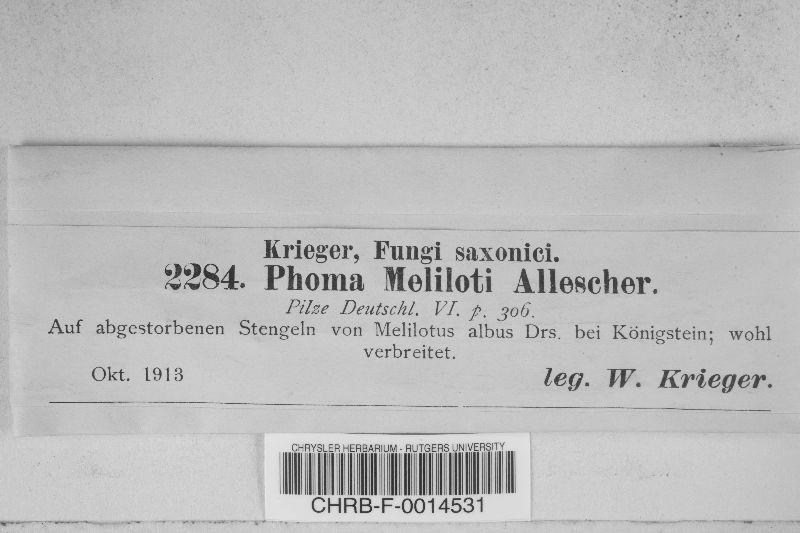 Krieger, Fungi saxonici.
2284. Phoma Meliloti Allescher.
Pilze Deutschl. VI. p. 306.
Auf abgestorbenen Stengeln von Melilotus albus Drs. bei Königstein; wohl
verbreitet.
Okt. 1913 leg. W. Krieger.
CHRYSLER HERBARIUM - RUTGERS UNIVERSITY
CHRB-F-0014531